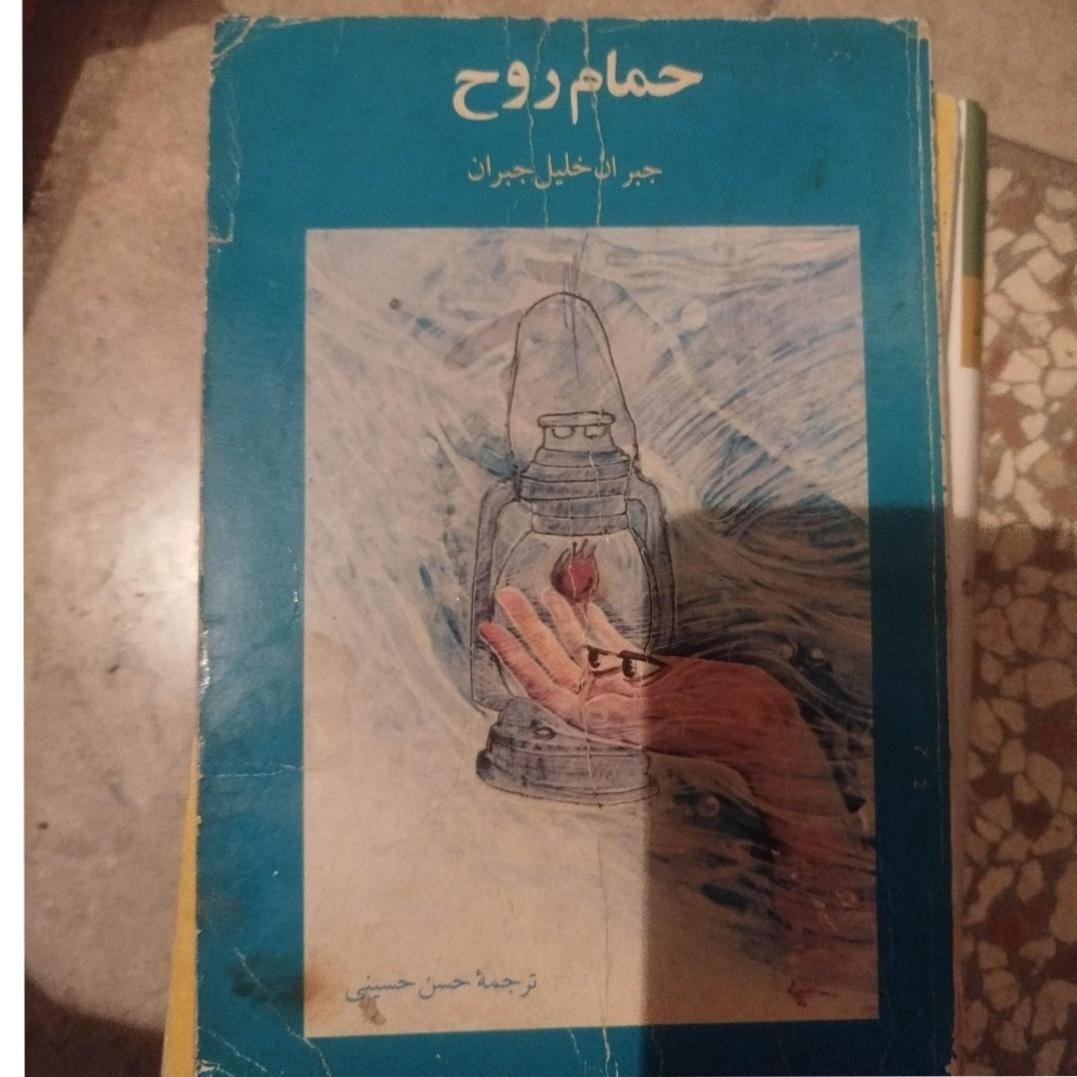 حمام روح
جبران خلیل جبران
ترجمهٔ حسن حسینی